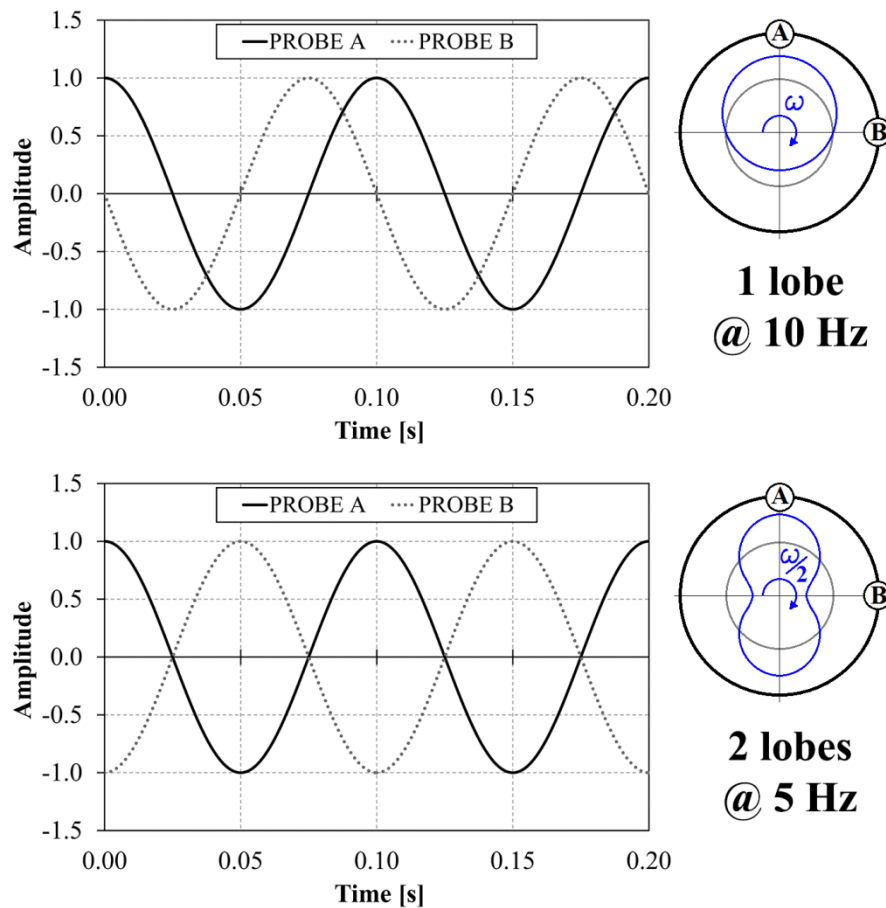 PROBE A PROBE B
1.5
1.0
0.5
0.0
-0.5
-1.0
-1.5
Amplitude
0.00 0.05 0.10 0.15 0.20
Time [s]
A
ω
B
1 lobe
@ 10 Hz
PROBE A PROBE B
1.5
1.0
0.5
0.0
-0.5
-1.0
-1.5
Amplitude
0.00 0.05 0.10 0.15 0.20
Time [s]
A
ω/2
B
2 lobes
@ 5 Hz